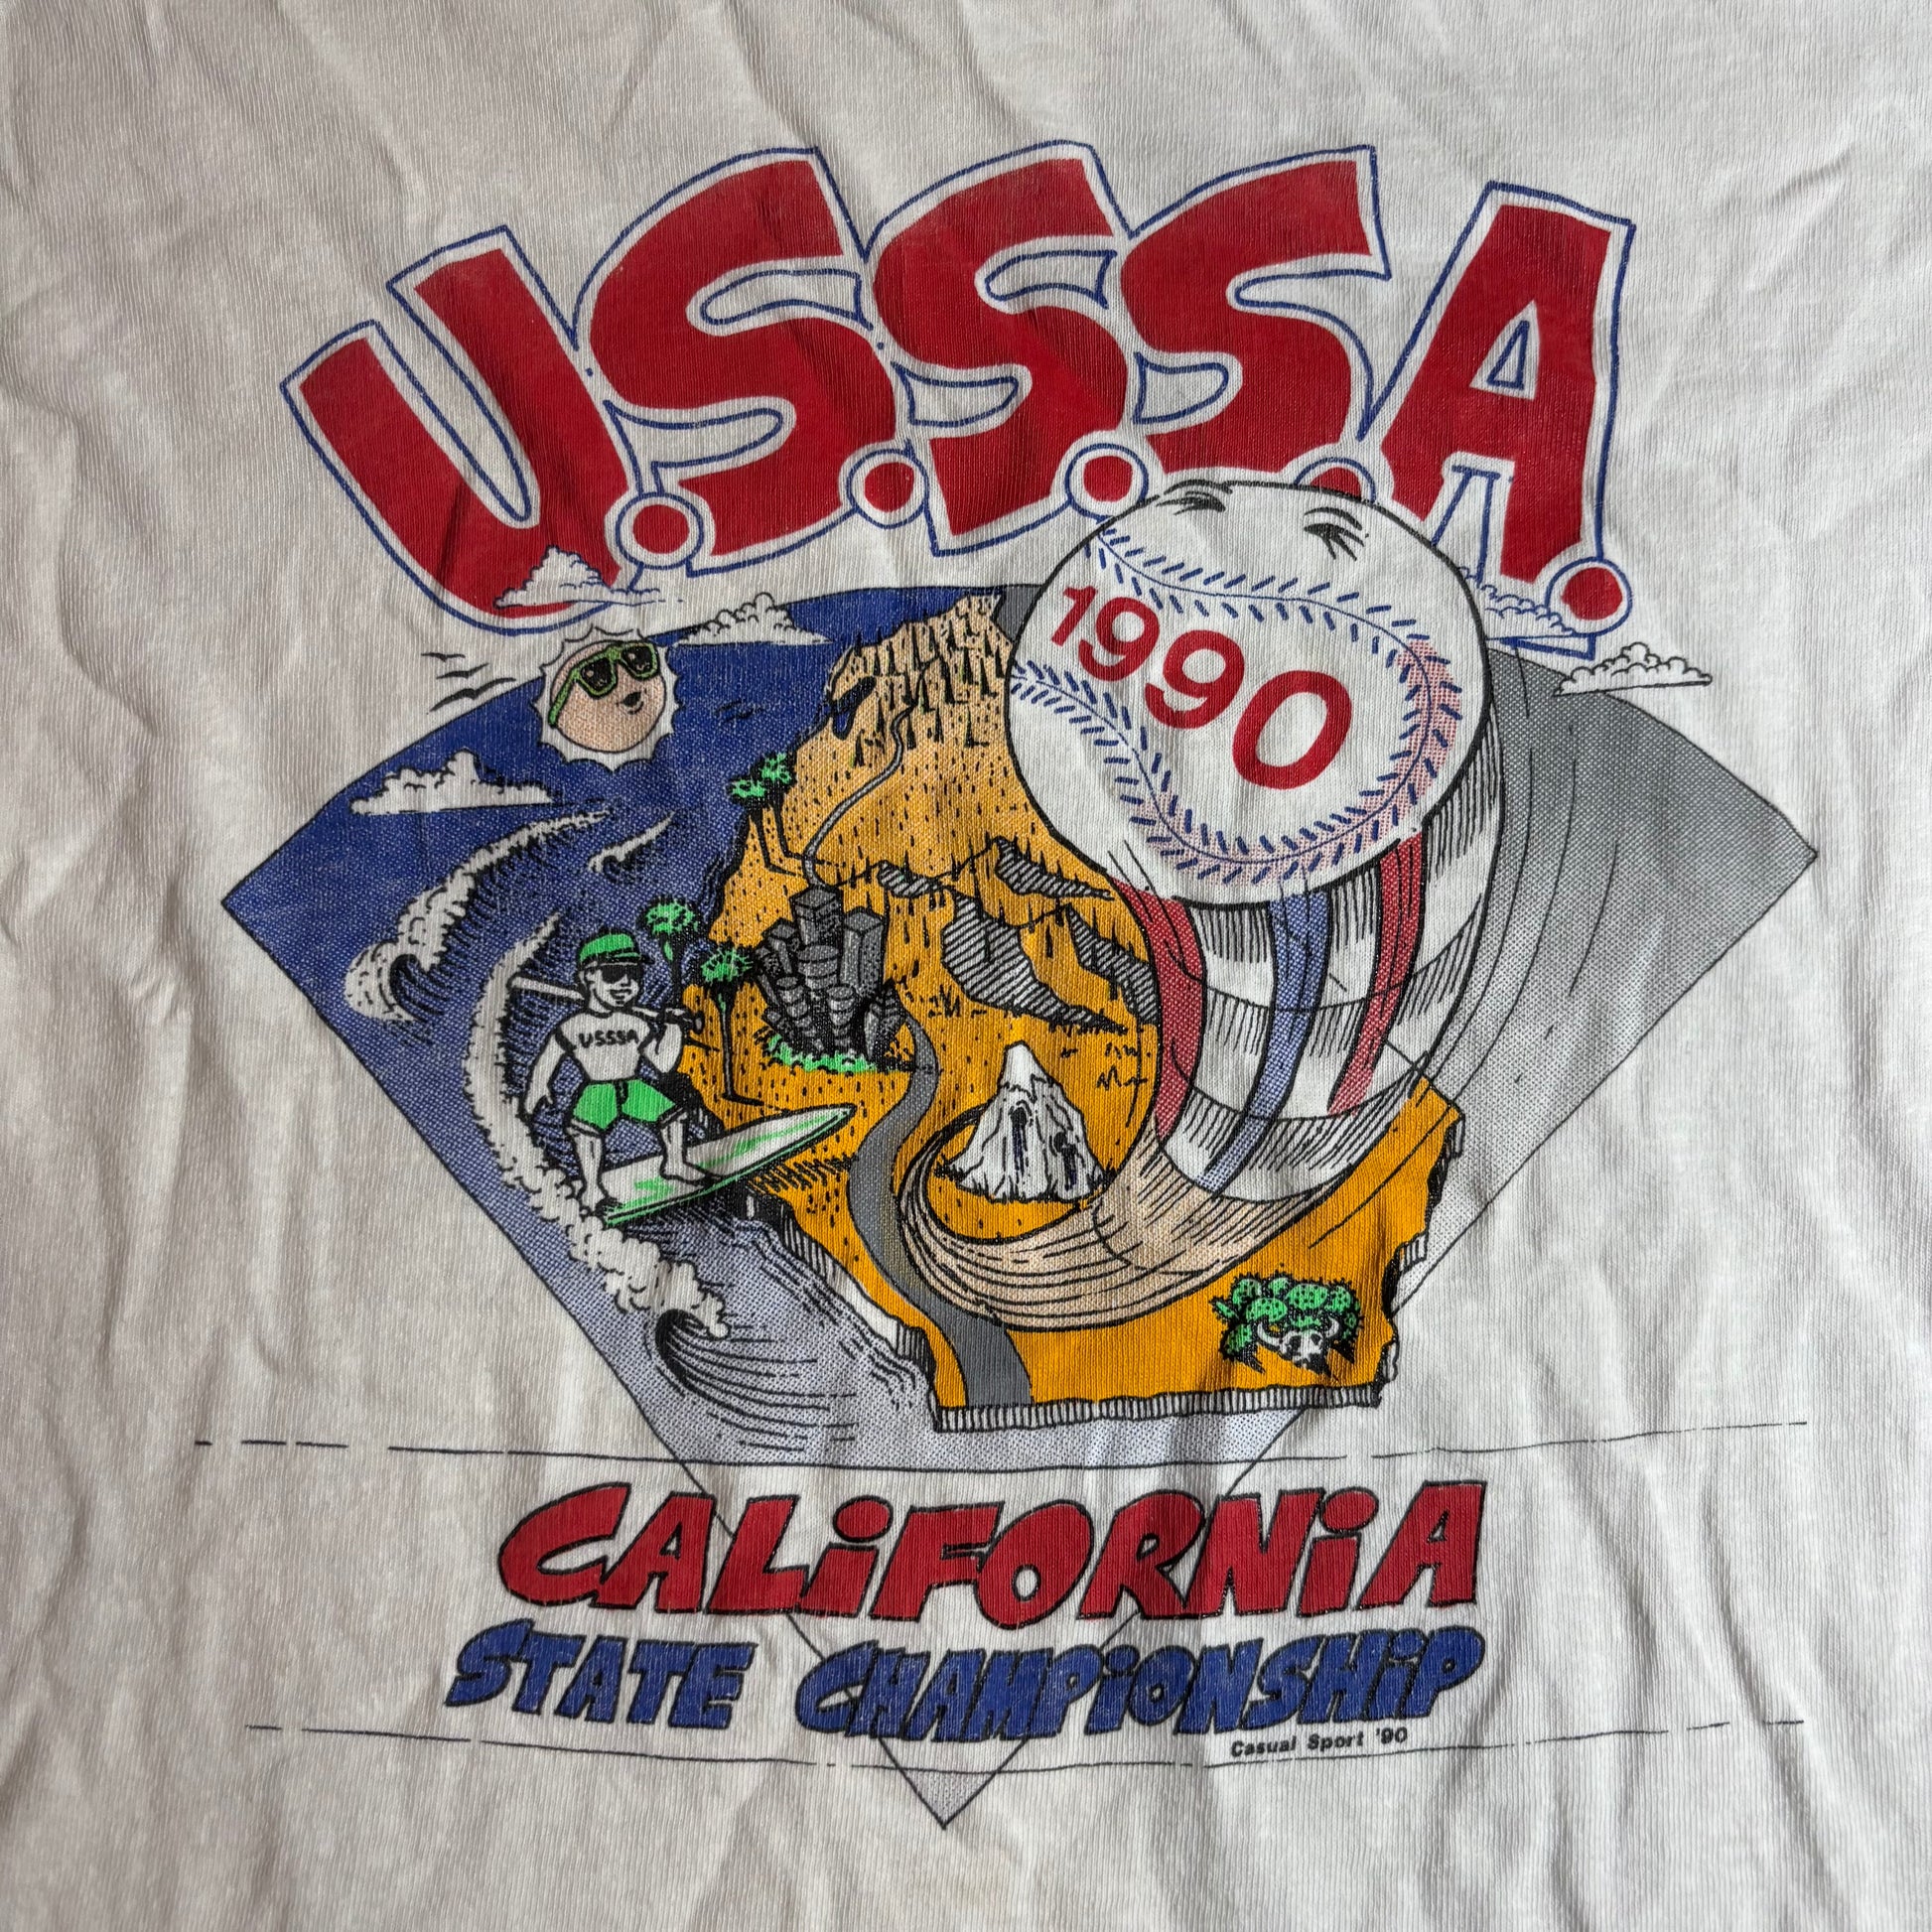 U.S.S.S.A.
1990
USSSA
CALiFORNiA
STATE CHAMPiONSHiP
Casual Sport '90